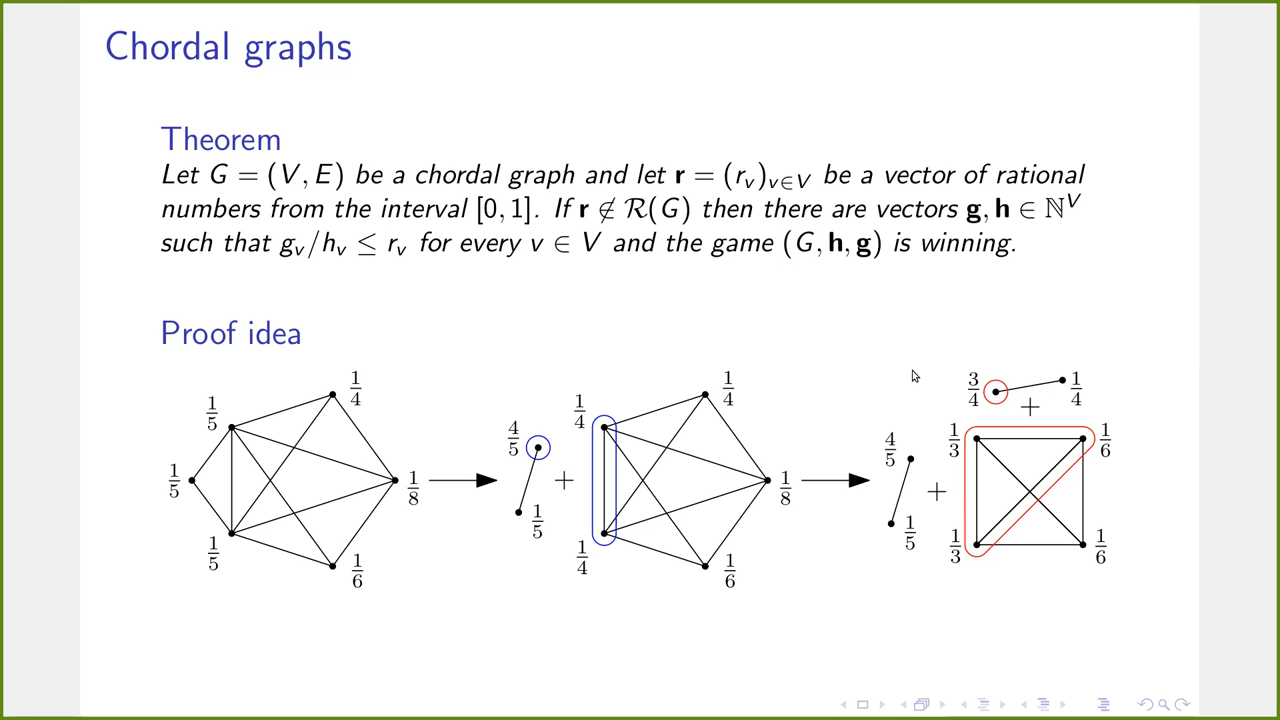 Chordal graphs
Theorem
Let G = (V, E) be a chordal graph and let r = (r_v)_{v∈V} be a vector of rational
numbers from the interval [0, 1]. If r ∉ R(G) then there are vectors g, h ∈ ℕ^V
such that g_v/h_v ≤ r_v for every v ∈ V and the game (G, h, g) is winning.
Proof idea
1/5 1/4 1/5 1/8 1/5 1/6
4/5 1/5 + 1/4 1/4 1/8 1/4 1/6
4/5 1/5 + 3/4 1/4 + 1/3 1/6 1/3 1/6